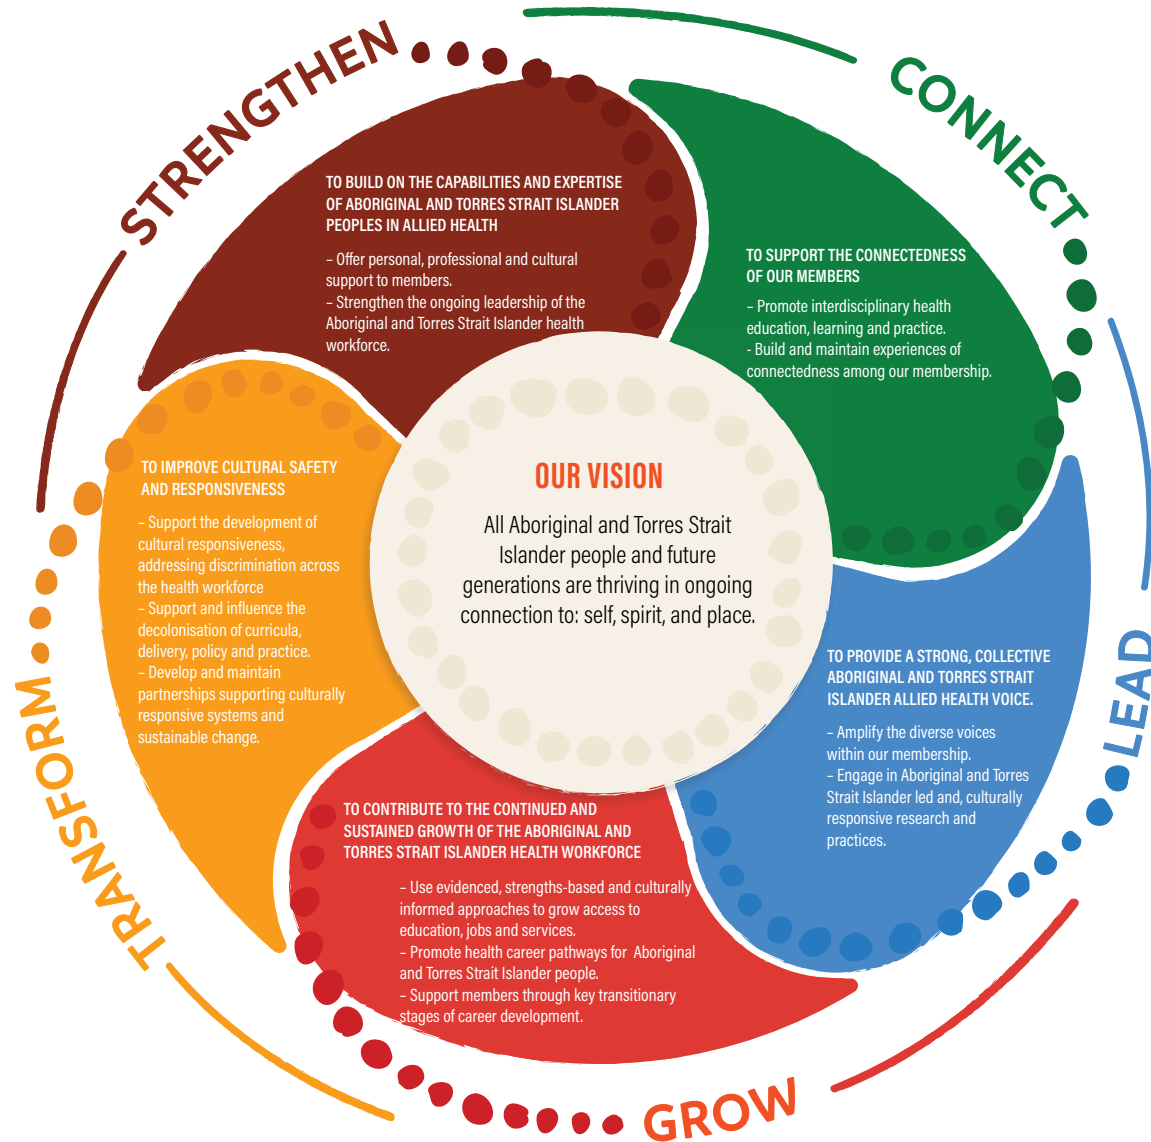 STRENGTHEN
TO BUILD ON THE CAPABILITIES AND EXPERTISE
OF ABORIGINAL AND TORRES STRAIT ISLANDER
PEOPLES IN ALLIED HEALTH
– Offer personal, professional and cultural
support to members.
– Strengthen the ongoing leadership of the
Aboriginal and Torres Strait Islander health
workforce.
CONNECT
TO SUPPORT THE CONNECTEDNESS
OF OUR MEMBERS
– Promote interdisciplinary health
education, learning and practice.
- Build and maintain experiences of
connectedness among our membership.
OUR VISION
All Aboriginal and Torres Strait
Islander people and future
generations are thriving in ongoing
connection to: self, spirit, and place.
LEAD
TO PROVIDE A STRONG, COLLECTIVE
ABORIGINAL AND TORRES STRAIT
ISLANDER ALLIED HEALTH VOICE.
– Amplify the diverse voices
within our membership.
– Engage in Aboriginal and Torres
Strait Islander led and, culturally
responsive research and
practices.
GROW
TO CONTRIBUTE TO THE CONTINUED AND
SUSTAINED GROWTH OF THE ABORIGINAL AND
TORRES STRAIT ISLANDER HEALTH WORKFORCE
– Use evidenced, strengths-based and culturally
informed approaches to grow access to
education, jobs and services.
– Promote health career pathways for Aboriginal
and Torres Strait Islander people.
– Support members through key transitionary
stages of career development.
TRANSFORM
TO IMPROVE CULTURAL SAFETY
AND RESPONSIVENESS
– Support the development of
cultural responsiveness,
addressing discrimination across
the health workforce
– Support and influence the
decolonisation of curricula,
delivery, policy and practice.
– Develop and maintain
partnerships supporting culturally
responsive systems and
sustainable change.